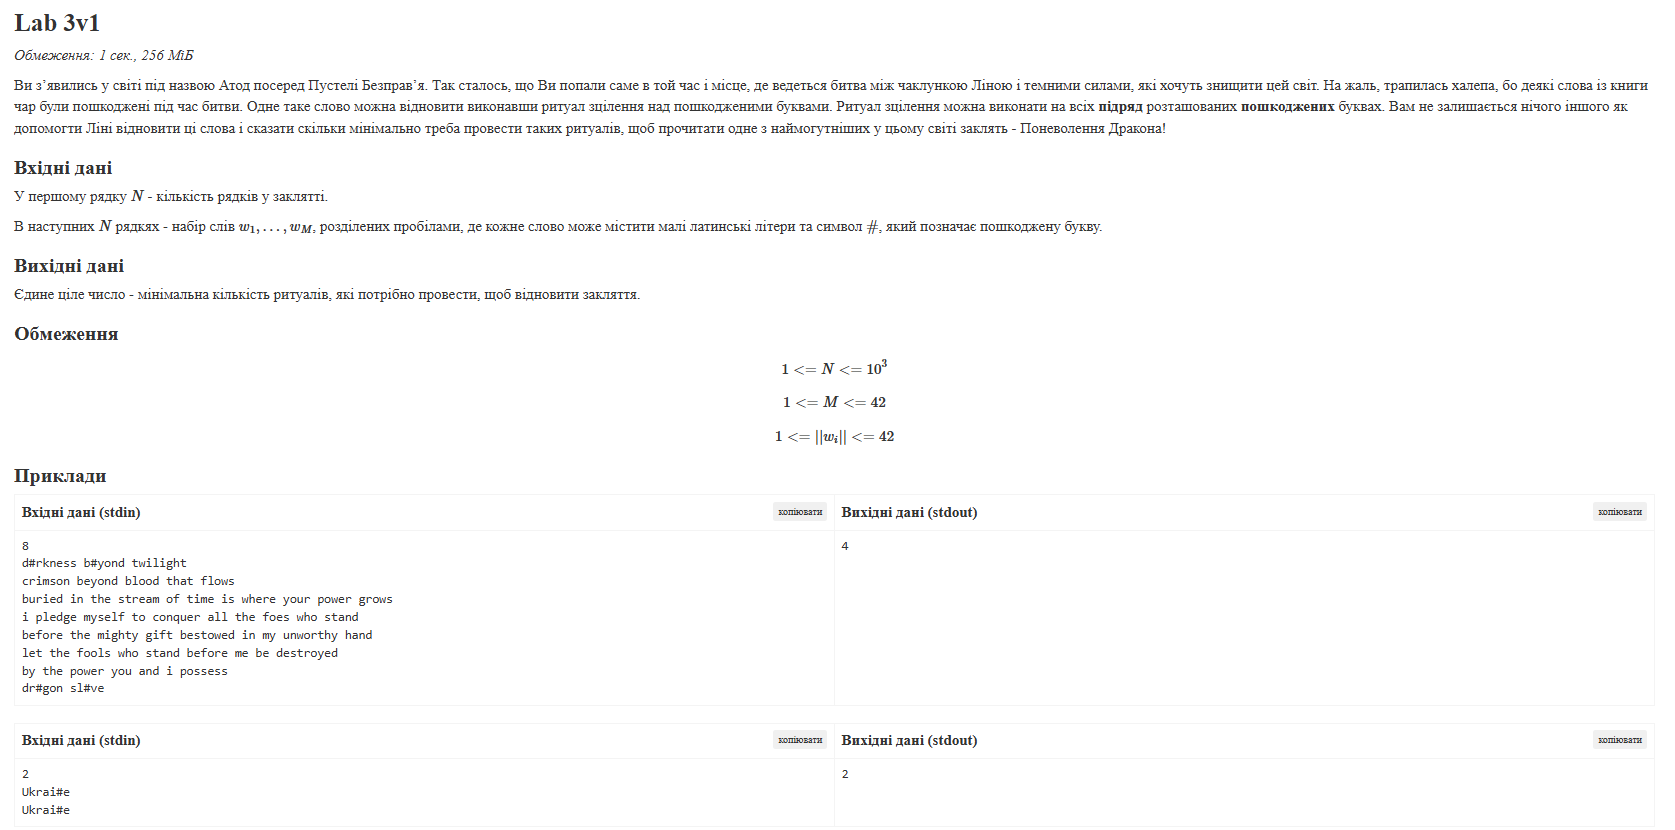 Lab 3v1
Обмеження: 1 сек., 256 МіБ
Ви з’явились у світі під назвою Атод посеред Пустелі Безправ’я. Так сталось, що Ви попали саме в той час і місце, де ведеться битва між чаклункою Ліною і темними силами, які хочуть знищити цей світ. На жаль, трапилась халепа, бо деякі слова із книги
чар були пошкоджені під час битви. Одне таке слово можна відновити виконавши ритуал зцілення над пошкодженими буквами. Ритуал зцілення можна виконати на всіх підряд розташованих пошкоджених буквах. Вам не залишається нічого іншого як
допомогти Ліні відновити ці слова і сказати скільки мінімально треба провести таких ритуалів, щоб прочитати одне з наймогутніших у цьому світі заклять - Поневолення Дракона!
Вхідні дані
У першому рядку N - кількість рядків у заклятті.
В наступних N рядках - набір слів w₁, . . . , w_M, розділених пробілами, де кожне слово може містити малі латинські літери та символ #, який позначає пошкоджену букву.
Вихідні дані
Єдине ціле число - мінімальна кількість ритуалів, які потрібно провести, щоб відновити закляття.
Обмеження
1 <= N <= 10³
1 <= M <= 42
1 <= ||wᵢ|| <= 42
Приклади
Вхідні дані (stdin) копіювати Вихідні дані (stdout) копіювати
8 4
d#rkness b#yond twilight
crimson beyond blood that flows
buried in the stream of time is where your power grows
i pledge myself to conquer all the foes who stand
before the mighty gift bestowed in my unworthy hand
let the fools who stand before me be destroyed
by the power you and i possess
dr#gon sl#ve
Вхідні дані (stdin) копіювати Вихідні дані (stdout) копіювати
2 2
Ukrai#e
Ukrai#e